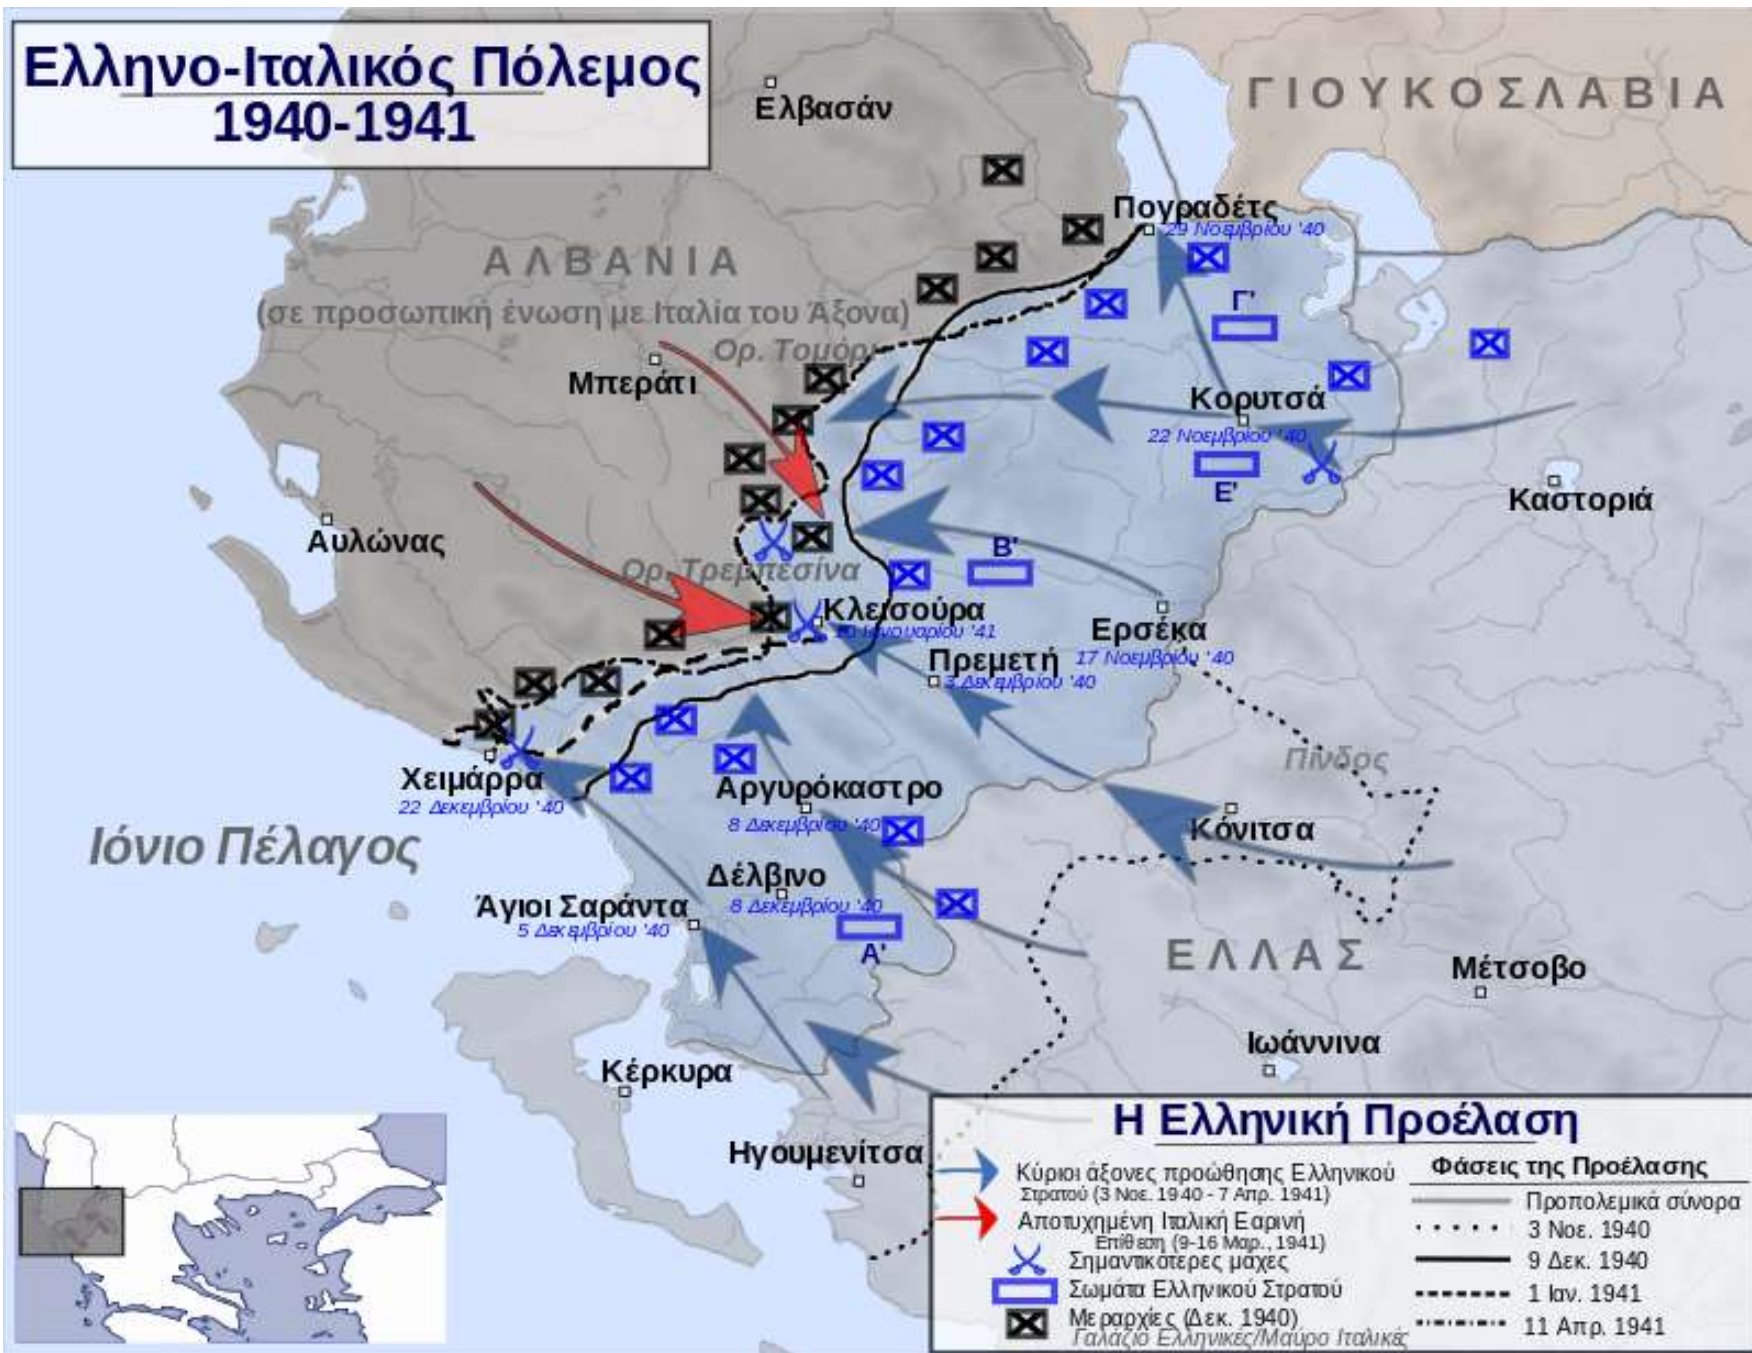 Ελληνο-Ιταλικός Πόλεμος
1940-1941
Ελβασάν
ΓΙΟΥΚΟΣΛΑΒΙΑ
Πογραδέτς
29 Νοεμβρίου '40
ΑΛΒΑΝΙΑ
(σε προσωπική ένωση με Ιταλία του Άξονα)
Γ'
Ορ. Τομόρι
Μπεράτι
Κορυτσά
22 Νοεμβρίου '40
Ε'
Καστοριά
Αυλώνας
Β'
Ορ. Τρεμπεσίνα
Κλεισούρα
Ιανουαρίου '41
Ερσέκα
17 Νοεμβρίου '40
Πρεμετή
3 Δεκεμβρίου '40
Πίνδος
Χειμάρρα
22 Δεκεμβρίου '40
Αργυρόκαστρο
8 Δεκεμβρίου '40
Κόνιτσα
Ιόνιο Πέλαγος
Δέλβινο
8 Δεκεμβρίου '40
Άγιοι Σαράντα
5 Δεκεμβρίου '40
Α'
ΕΛΛΑΣ
Μέτσοβο
Ιωάννινα
Κέρκυρα
Ηγουμενίτσα
Η Ελληνική Προέλαση
Κύριοι άξονες προώθησης Ελληνικού
Στρατού (3 Νοε. 1940 - 7 Απρ. 1941)
Αποτυχημένη Ιταλική Εαρινή
Επίθεση (9-16 Μαρ., 1941)
Σημαντικότερες μάχες
Σώματα Ελληνικού Στρατού
Μεραρχίες (Δεκ. 1940)
Γαλάζιο Ελληνικές/Μαύρο Ιταλικές
Φάσεις της Προέλασης
Προπολεμικά σύνορα
3 Νοε. 1940
9 Δεκ. 1940
1 Ιαν. 1941
11 Απρ. 1941